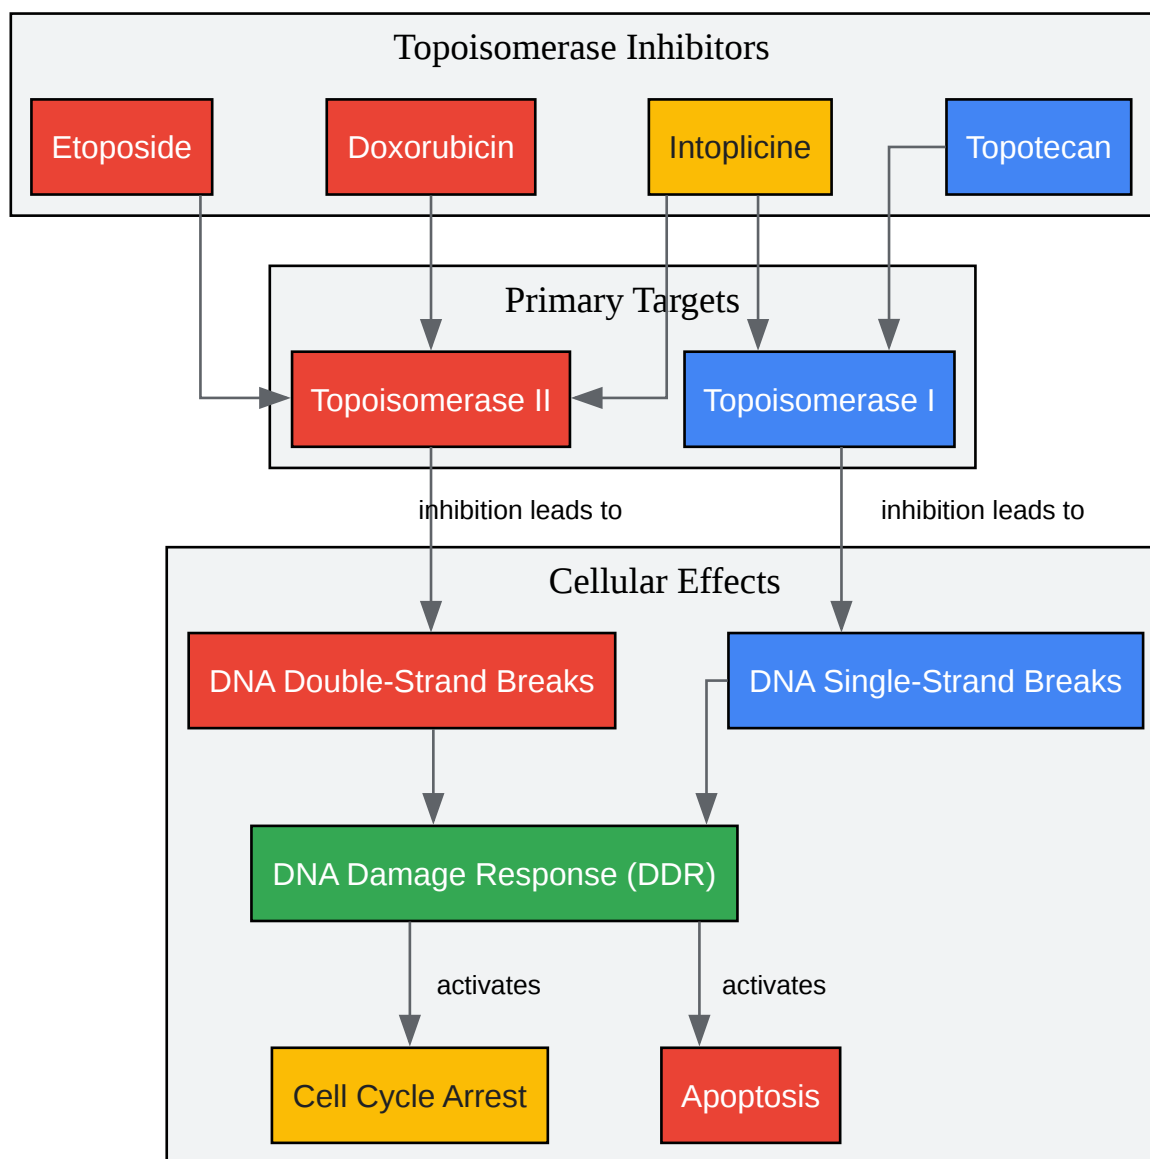 Topoisomerase Inhibitors
Etoposide
Doxorubicin
Intoplicine
Topotecan
Primary Targets
Topoisomerase II
Topoisomerase I
inhibition leads to
inhibition leads to
Cellular Effects
DNA Double-Strand Breaks
DNA Single-Strand Breaks
DNA Damage Response (DDR)
activates
activates
Cell Cycle Arrest
Apoptosis